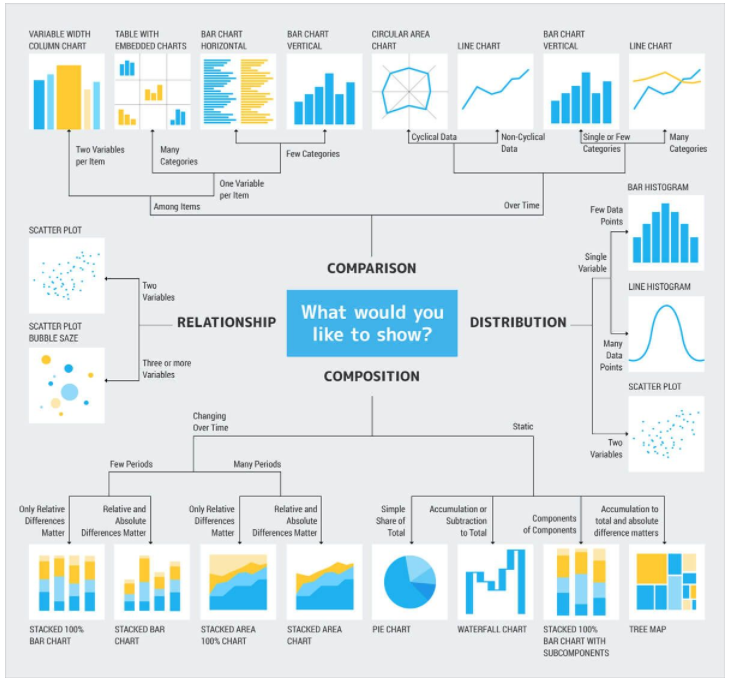 VARIABLE WIDTH
COLUMN CHART
TABLE WITH
EMBEDDED CHARTS
BAR CHART
HORIZONTAL
BAR CHART
VERTICAL
CIRCULAR AREA
CHART
LINE CHART
BAR CHART
VERTICAL
LINE CHART
Two Variables
per Item
Many
Categories
Few Categories
Cyclical Data
Non-Cyclical
Data
Single or Few
Categories
Many
Categories
One Variable
per Item
Among Items
Over Time
COMPARISON
What would you
like to show?
RELATIONSHIP
SCATTER PLOT
Two
Variables
SCATTER PLOT
BUBBLE SAZE
Three or more
Variables
DISTRIBUTION
BAR HISTOGRAM
Few Data
Points
Single
Variable
LINE HISTOGRAM
Many
Data
Points
SCATTER PLOT
Two
Variables
COMPOSITION
Changing
Over Time
Static
Few Periods
Many Periods
Only Relative
Differences
Matter
Relative and
Absolute
Differences Matter
Only Relative
Differences
Matter
Relative and
Absolute
Differences Matter
Simple
Share of
Total
Accumulation or
Subtraction
to Total
Components
of Components
Accumulation to
total and absolute
difference matters
STACKED 100%
BAR CHART
STACKED BAR
CHART
STACKED AREA
100% CHART
STACKED AREA
CHART
PIE CHART
WATERFALL CHART
STACKED 100%
BAR CHART WITH
SUBCOMPONENTS
TREE MAP